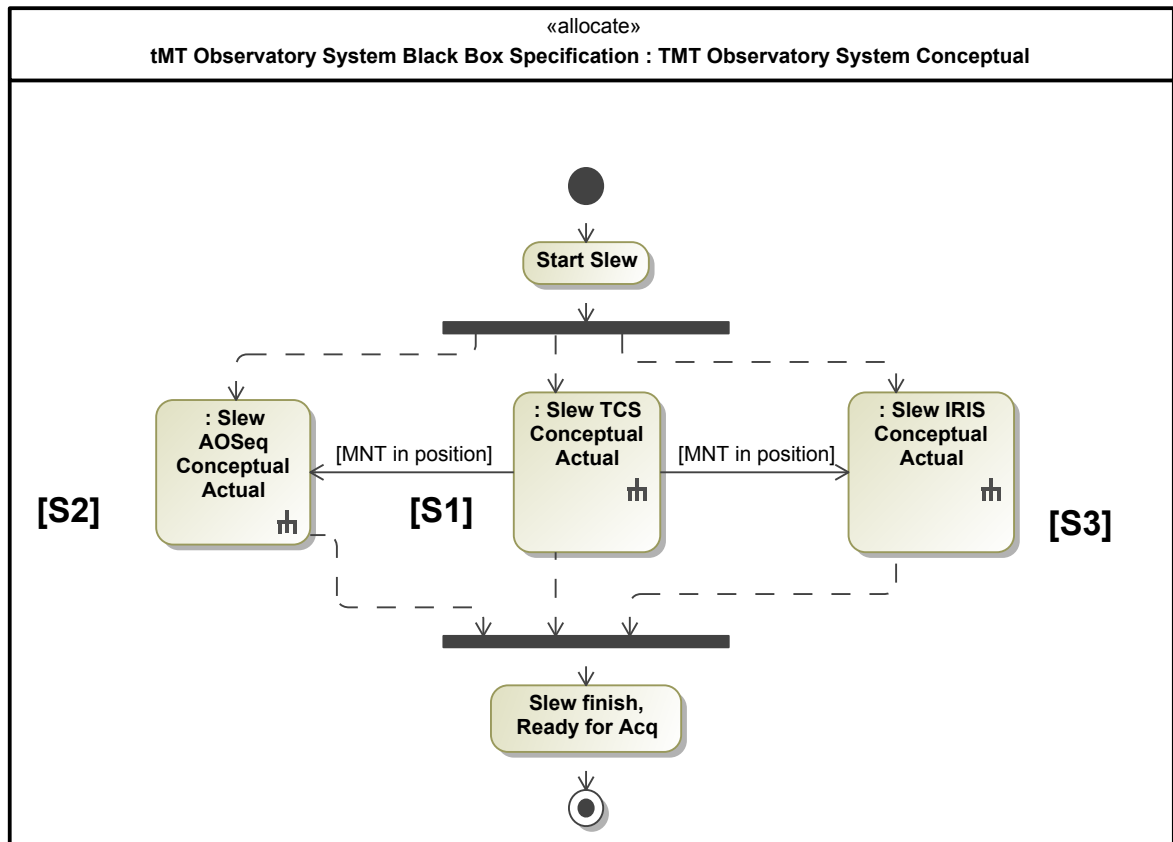 «allocate»
tMT Observatory System Black Box Specification : TMT Observatory System Conceptual
Start Slew
: Slew
AOSeq
Conceptual
Actual
[MNT in position]
: Slew TCS
Conceptual
Actual
[MNT in position]
: Slew IRIS
Conceptual
Actual
[S2]
[S1]
[S3]
Slew finish,
Ready for Acq